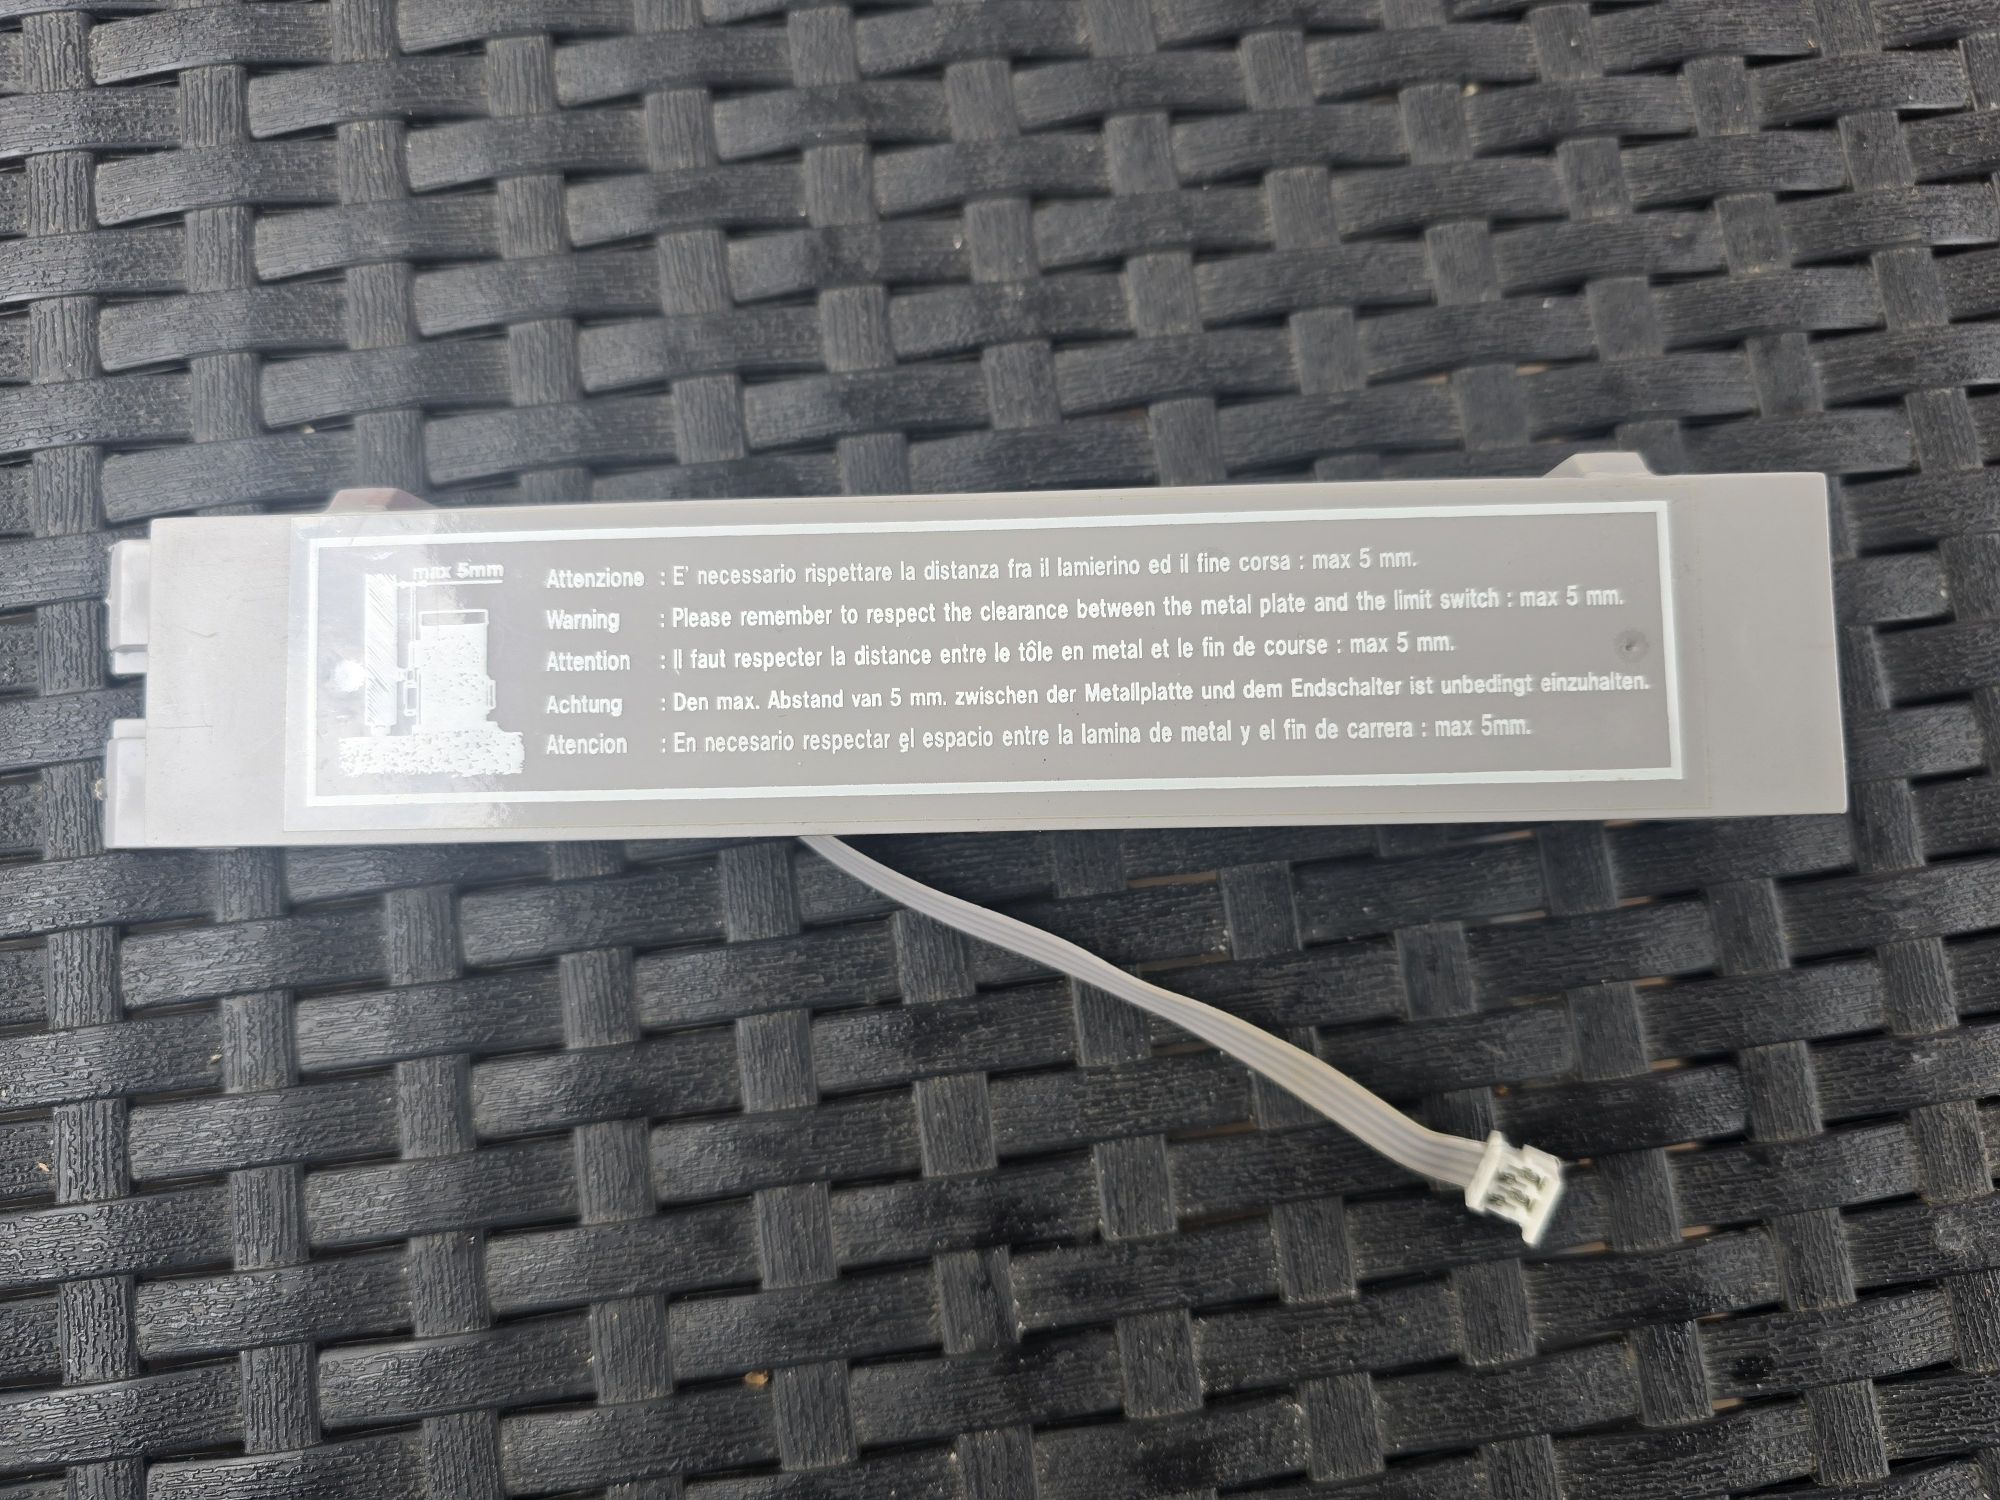 max 5mm
Attenzione : E' necessario rispettare la distanza fra il lamierino ed il fine corsa : max 5 mm.
Warning : Please remember to respect the clearance between the metal plate and the limit switch : max 5 mm.
Attention : Il faut respecter la distance entre le tôle en metal et le fin de course : max 5 mm.
Achtung : Den max. Abstand van 5 mm. zwischen der Metallplatte und dem Endschalter ist unbedingt einzuhalten.
Atencion : En necesario respectar el espacio entre la lamina de metal y el fin de carrera : max 5mm.